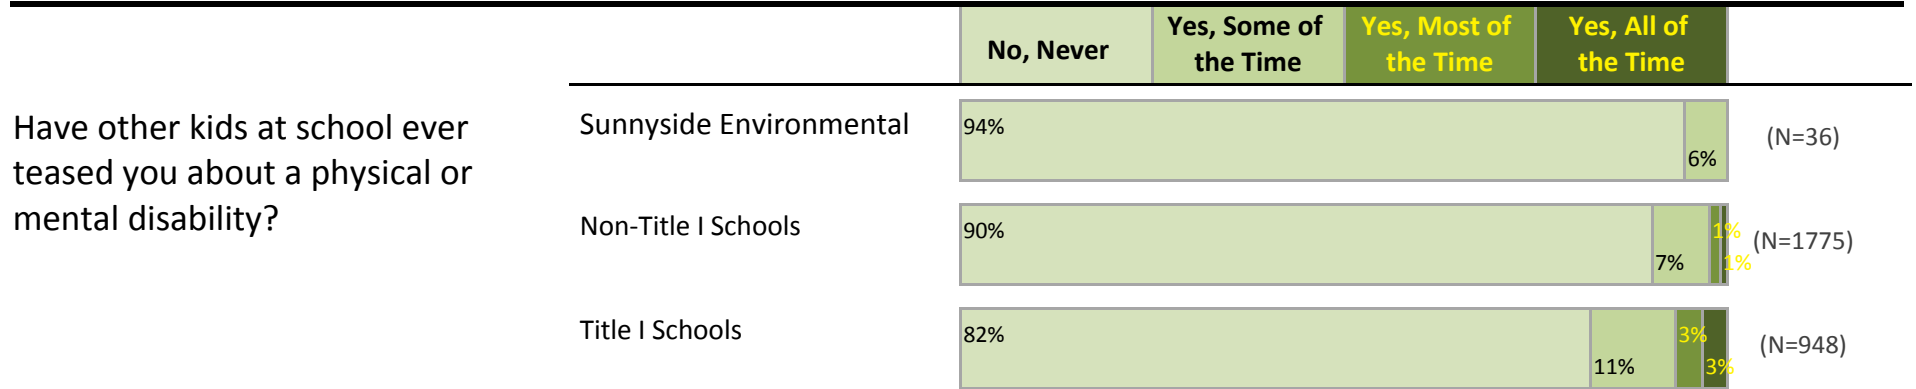 No, Never
Yes, Some of
the Time
Yes, Most of
the Time
Yes, All of
the Time
Have other kids at school ever
teased you about a physical or
mental disability?
Sunnyside Environmental
94%
6%
(N=36)
Non-Title I Schools
90%
7%
1%
1%
(N=1775)
Title I Schools
82%
11%
3%
3%
(N=948)